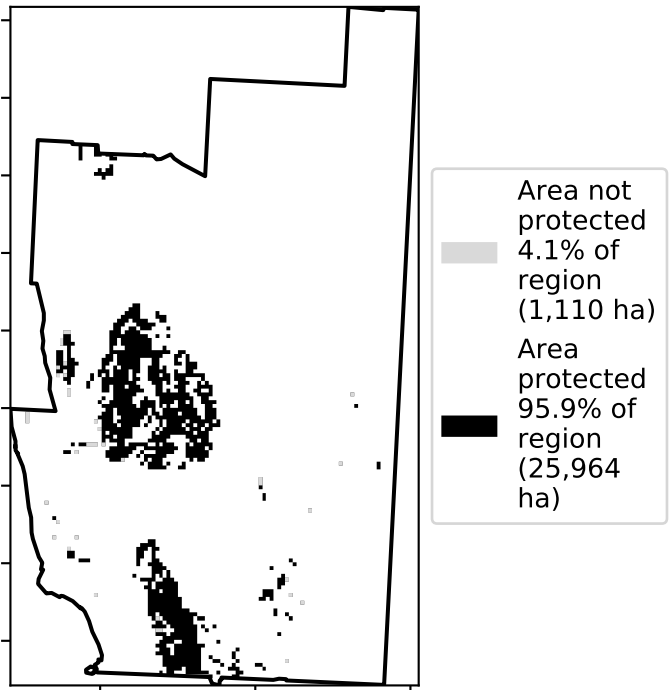 Area not
protected
4.1% of
region
(1,110 ha)
Area
protected
95.9% of
region
(25,964
ha)